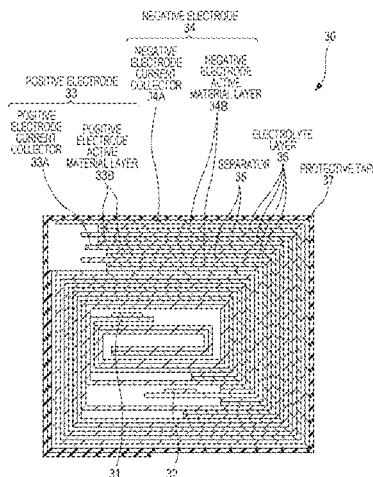 NEGATIVE ELECTRODE
34
NEGATIVE
ELECTRODE
CURRENT
COLLECTOR
34A
NEGATIVE
ELECTRODE
ACTIVE
MATERIAL LAYER
34B
30
POSITIVE ELECTRODE
33
POSITIVE
ELECTRODE
CURRENT
COLLECTOR
33A
POSITIVE
ELECTRODE
ACTIVE
MATERIAL LAYER
33B
SEPARATOR
35
ELECTROLYTE
LAYER
36
PROTECTIVE TAPE
37
31
32